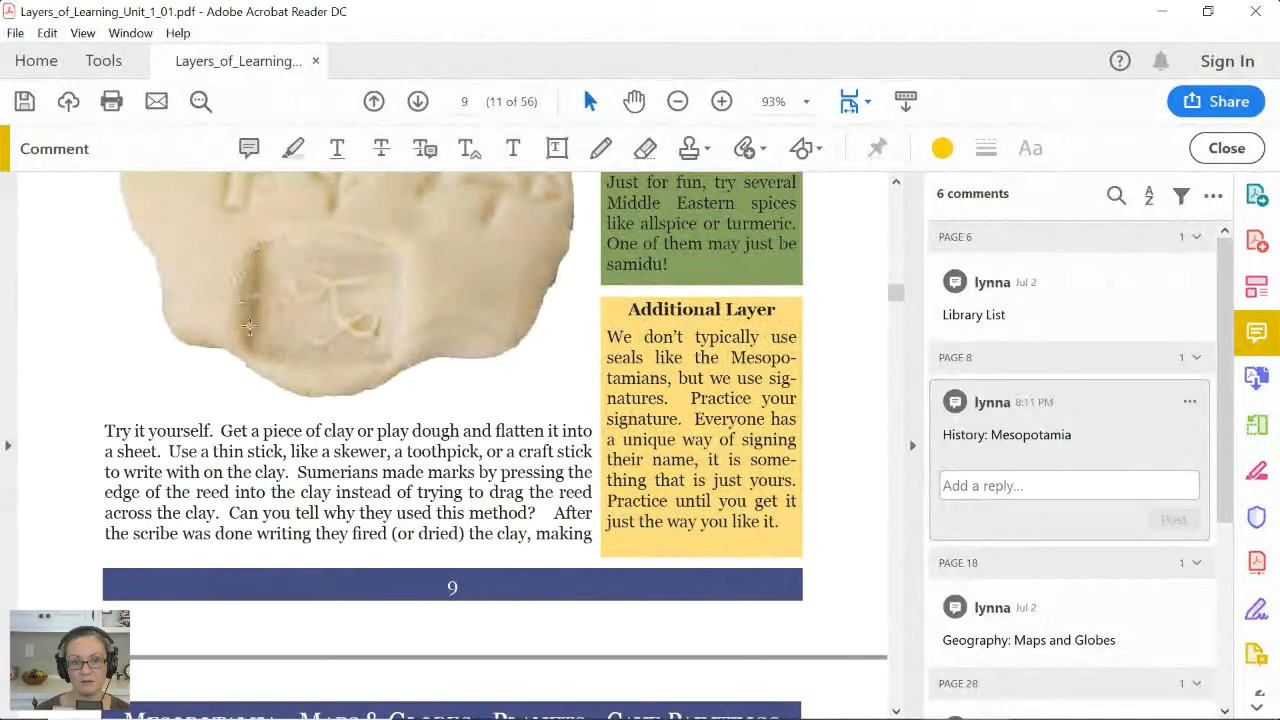 Layers_of_Learning_Unit_1_01.pdf - Adobe Acrobat Reader DC
File Edit View Window Help
Home Tools Layers_of_Learning... × Sign In
9 (11 of 56) 93% Share
Comment Aa Close
Just for fun, try several
Middle Eastern spices
like allspice or turmeric.
One of them may just be
samidu!
Additional Layer
We don't typically use
seals like the Mesopo-
tamians, but we use sig-
natures. Practice your
signature. Everyone has
a unique way of signing
their name, it is some-
thing that is just yours.
Practice until you get it
just the way you like it.
Try it yourself. Get a piece of clay or play dough and flatten it into
a sheet. Use a thin stick, like a skewer, a toothpick, or a craft stick
to write with on the clay. Sumerians made marks by pressing the
edge of the reed into the clay instead of trying to drag the reed
across the clay. Can you tell why they used this method? After
the scribe was done writing they fired (or dried) the clay, making
9
Mesopotamia - Maps & Globes - Planets - Cave Paintings
6 comments
PAGE 6 1
lynna Jul 2
Library List
PAGE 8 1
lynna 8:11 PM
History: Mesopotamia
Add a reply...
Post
PAGE 18 1
lynna Jul 2
Geography: Maps and Globes
PAGE 28 1